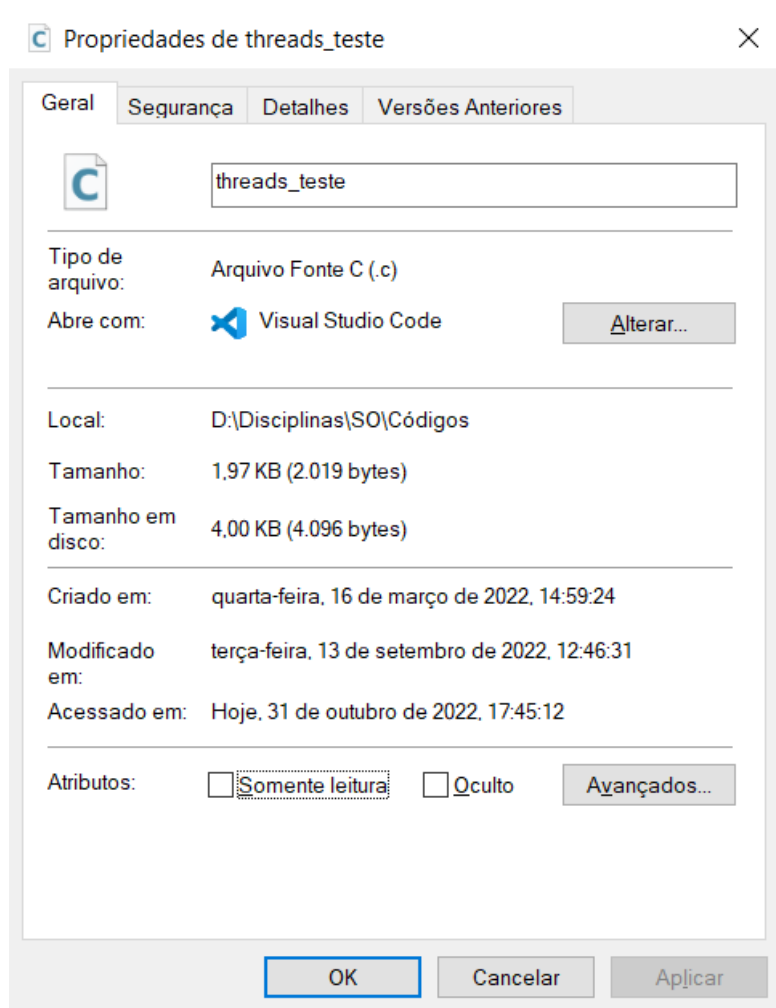 C Propriedades de threads_teste
Geral Segurança Detalhes Versões Anteriores
C threads_teste
Tipo de
arquivo: Arquivo Fonte C (.c)
Abre com: Visual Studio Code Alterar...
Local: D:\Disciplinas\SO\Códigos
Tamanho: 1,97 KB (2.019 bytes)
Tamanho em
disco: 4,00 KB (4.096 bytes)
Criado em: quarta-feira, 16 de março de 2022, 14:59:24
Modificado
em: terça-feira, 13 de setembro de 2022, 12:46:31
Acessado em: Hoje, 31 de outubro de 2022, 17:45:12
Atributos: Somente leitura Oculto Avançados...
OK Cancelar Aplicar